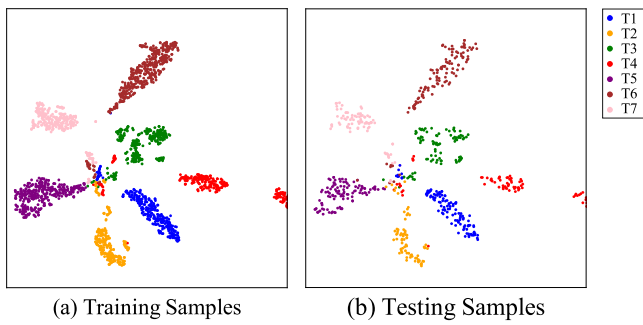 T1
T2
T3
T4
T5
T6
T7
(a) Training Samples
(b) Testing Samples